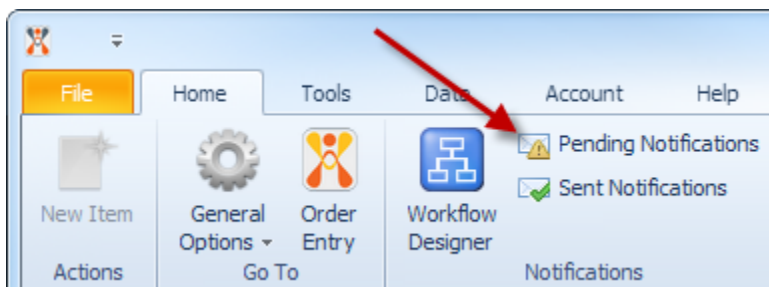 File Home Tools Data Account Help
Pending Notifications
Sent Notifications
New Item
General Options
Order Entry
Workflow Designer
Actions Go To Notifications